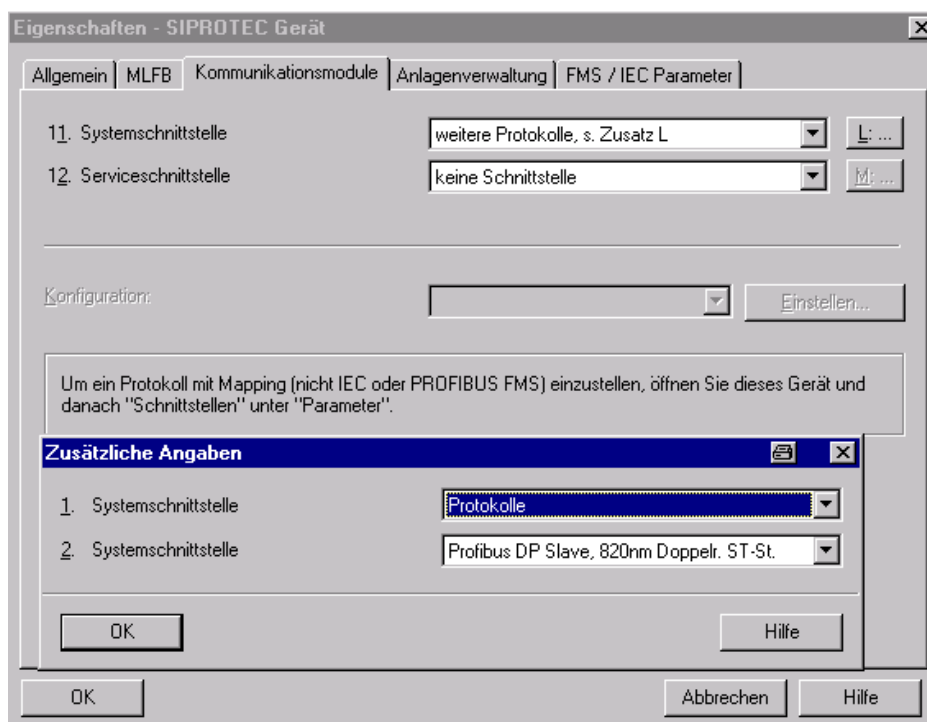 Eigenschaften - SIPROTEC Gerät
Allgemein MLFB Kommunikationsmodule Anlagenverwaltung FMS / IEC Parameter
11. Systemschnittstelle weitere Protokolle, s. Zusatz L L: ...
12. Serviceschnittstelle keine Schnittstelle M: ...
Konfiguration: Einstellen...
Um ein Protokoll mit Mapping (nicht IEC oder PROFIBUS FMS) einzustellen, öffnen Sie dieses Gerät und
danach "Schnittstellen" unter "Parameter".
Zusätzliche Angaben
1. Systemschnittstelle Protokolle
2. Systemschnittstelle Profibus DP Slave, 820nm Doppelr. ST-St.
OK Hilfe
OK Abbrechen Hilfe